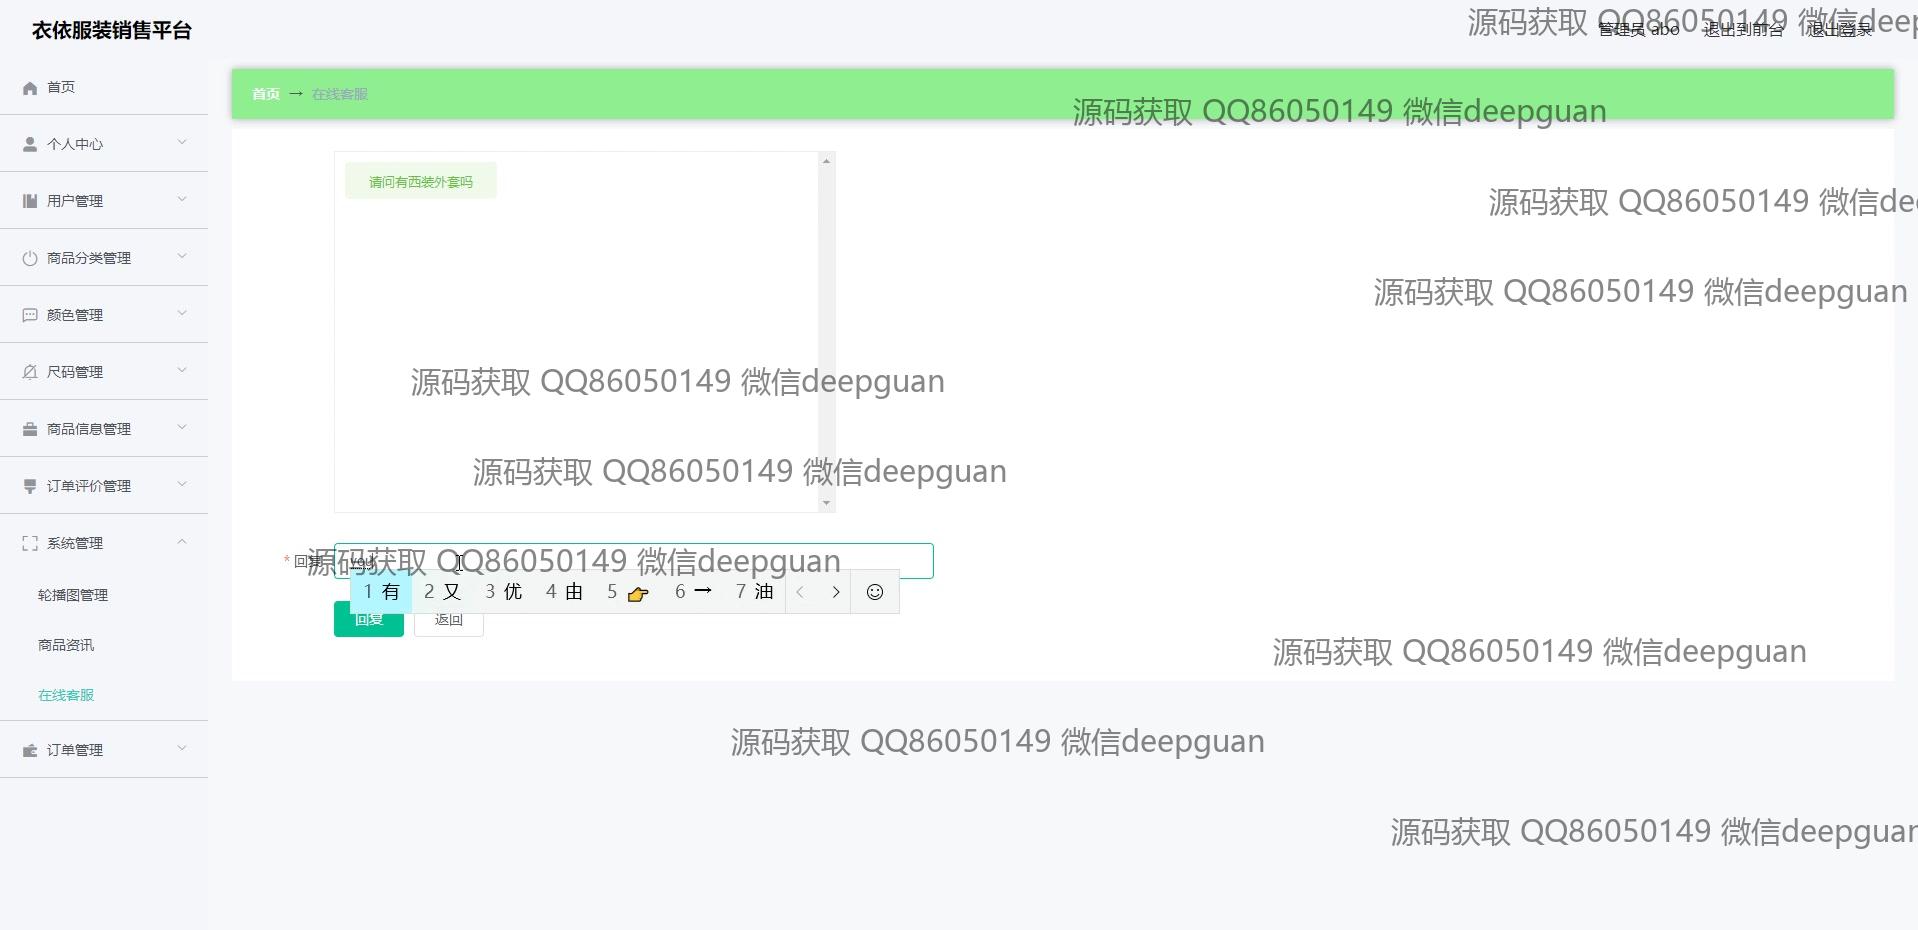 衣依服装销售平台
源码获取 QQ86050149 微信deep
管理员 abo 退出到前台 退出登录
首页
首页 → 在线客服
源码获取 QQ86050149 微信deepguan
个人中心
请问有西装外套吗
用户管理
源码获取 QQ86050149 微信de
商品分类管理
源码获取 QQ86050149 微信deepguan
颜色管理
尺码管理
源码获取 QQ86050149 微信deepguan
商品信息管理
源码获取 QQ86050149 微信deepguan
订单评价管理
系统管理
* 回复 you
源码获取 QQ86050149 微信deepguan
1 有 2 又 3 优 4 由 5 👉 6 → 7 油
轮播图管理
回复 返回
商品资讯
源码获取 QQ86050149 微信deepguan
在线客服
订单管理
源码获取 QQ86050149 微信deepguan
源码获取 QQ86050149 微信deepguan